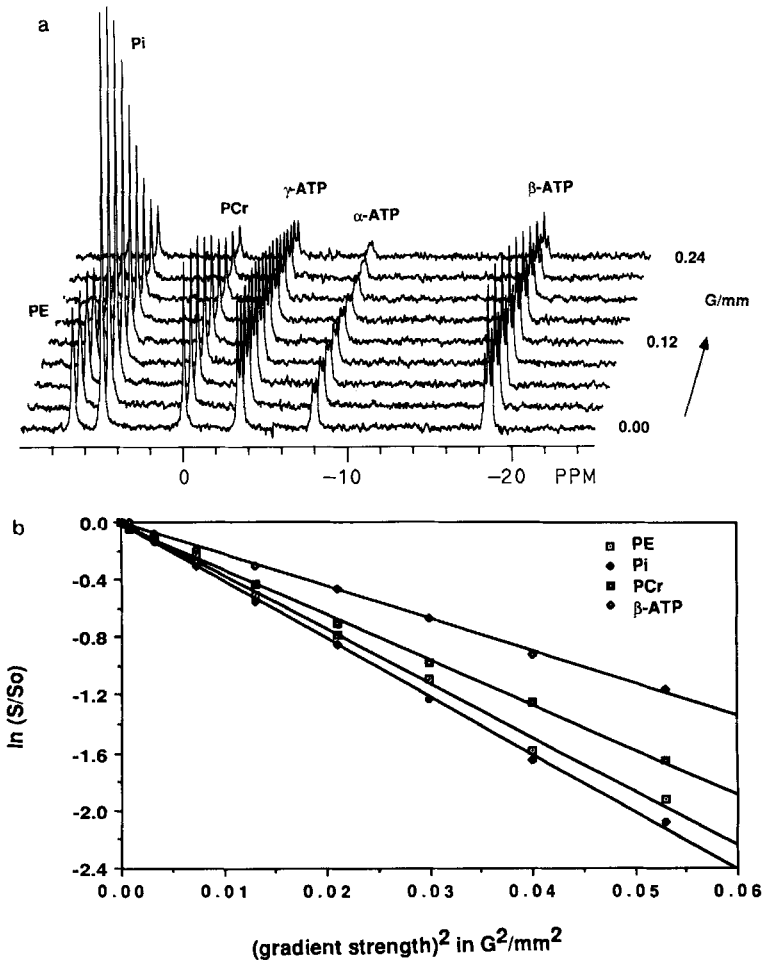 a
Pi
PCr
γ-ATP
α-ATP
β-ATP
PE
0.24
G/mm
0.12
0.00
0 −10 −20 PPM
b
0.0
-0.4
-0.8
-1.2
-1.6
-2.0
-2.4
ln (S/So)
PE
Pi
PCr
β-ATP
0.00 0.01 0.02 0.03 0.04 0.05 0.06
(gradient strength)² in G²/mm²